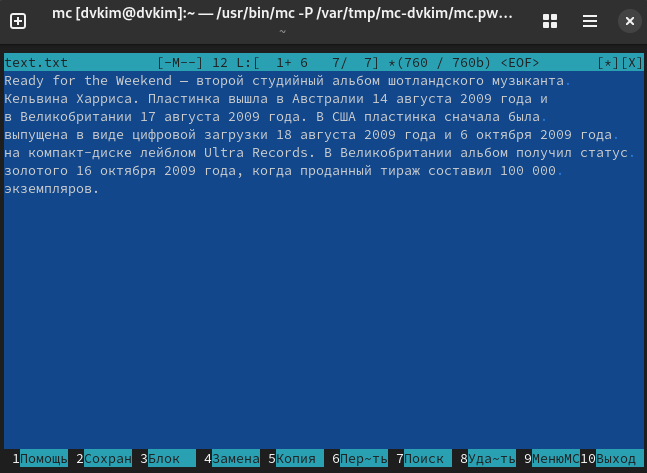 mc [dvkim@dvkim]:~ — /usr/bin/mc -P /var/tmp/mc-dvkim/mc.pw…
~
text.txt [-M--] 12 L:[ 1+ 6 7/ 7] *(760 / 760b) <EOF> [*][X]
Ready for the Weekend — второй студийный альбом шотландского музыканта.
Кельвина Харриса. Пластинка вышла в Австралии 14 августа 2009 года и
в Великобритании 17 августа 2009 года. В США пластинка сначала была.
выпущена в виде цифровой загрузки 18 августа 2009 года и 6 октября 2009 года.
на компакт-диске лейблом Ultra Records. В Великобритании альбом получил статус.
золотого 16 октября 2009 года, когда проданный тираж составил 100 000.
экземпляров.
1Помощь 2Сохран 3Блок 4Замена 5Копия 6Пер~ть 7Поиск 8Уда~ть 9МенюMC 10Выход